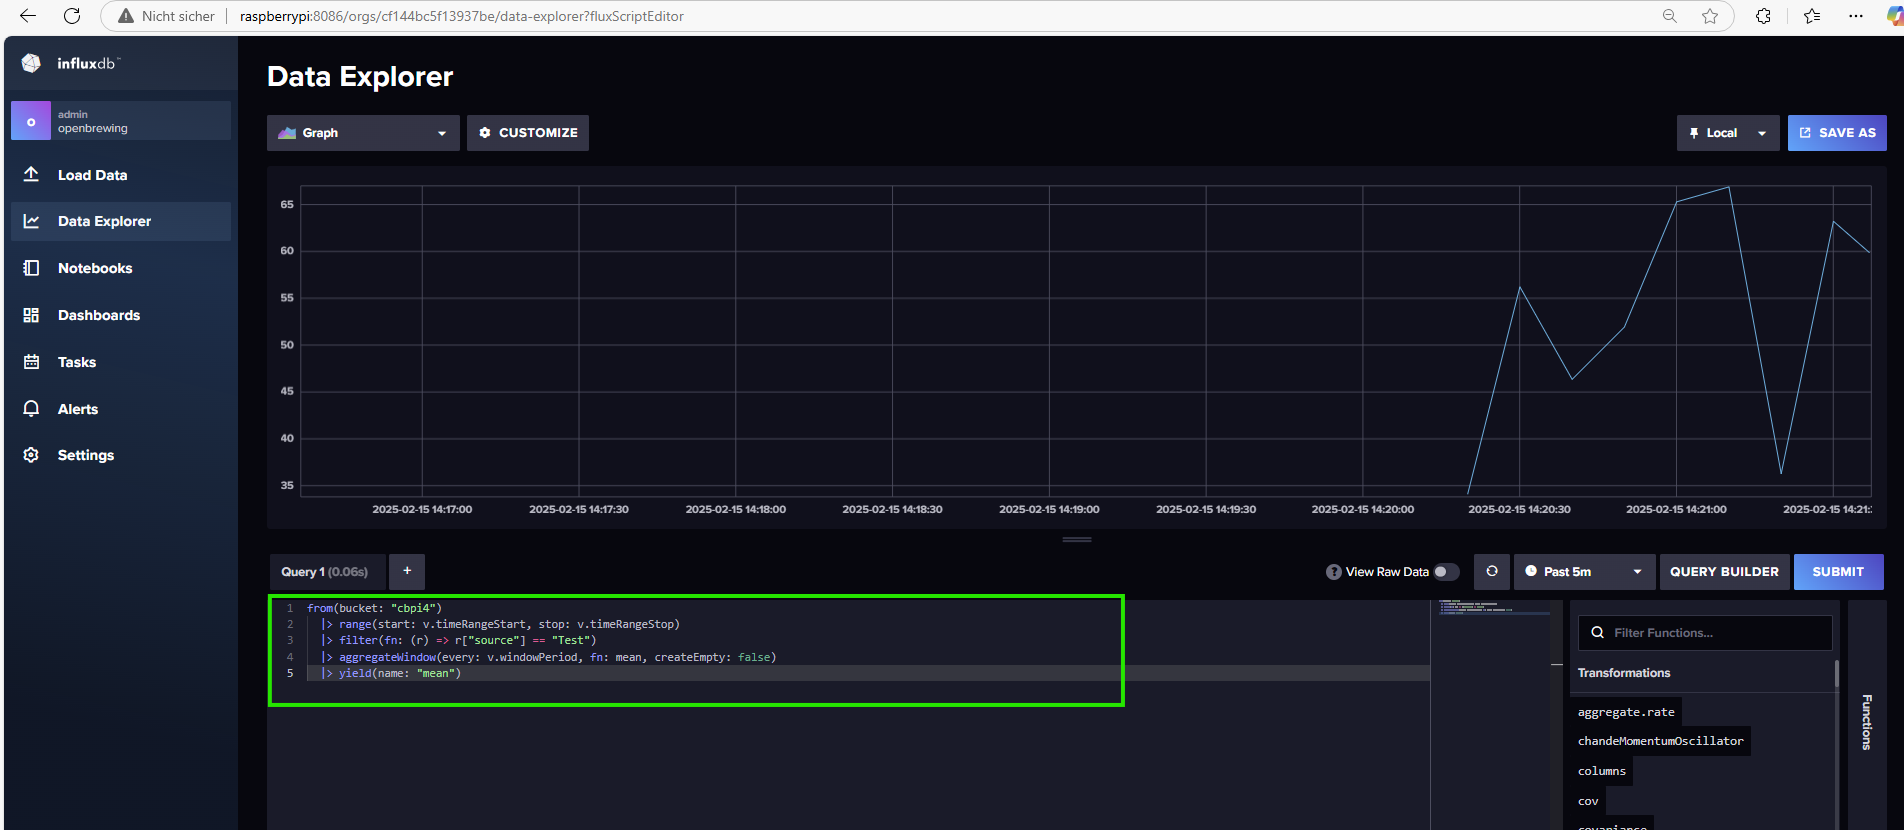 Nicht sicher
raspberrypi:8086/orgs/cf144bc5f13937be/data-explorer?fluxScriptEditor
influxdb™
admin
openbrewing
Load Data
Data Explorer
Notebooks
Dashboards
Tasks
Alerts
Settings
Data Explorer
Graph
CUSTOMIZE
Local
SAVE AS
65
60
55
50
45
40
35
2025-02-15 14:17:00
2025-02-15 14:17:30
2025-02-15 14:18:00
2025-02-15 14:18:30
2025-02-15 14:19:00
2025-02-15 14:19:30
2025-02-15 14:20:00
2025-02-15 14:20:30
2025-02-15 14:21:00
2025-02-15 14:21:
Query 1 (0.06s)
+
? View Raw Data
Past 5m
QUERY BUILDER
SUBMIT
1 from(bucket: "cbpi4")
2 |> range(start: v.timeRangeStart, stop: v.timeRangeStop)
3 |> filter(fn: (r) => r["source"] == "Test")
4 |> aggregateWindow(every: v.windowPeriod, fn: mean, createEmpty: false)
5 |> yield(name: "mean")
Filter Functions...
Transformations
aggregate.rate
chandeMomentumOscillator
columns
cov
covariance
Functions